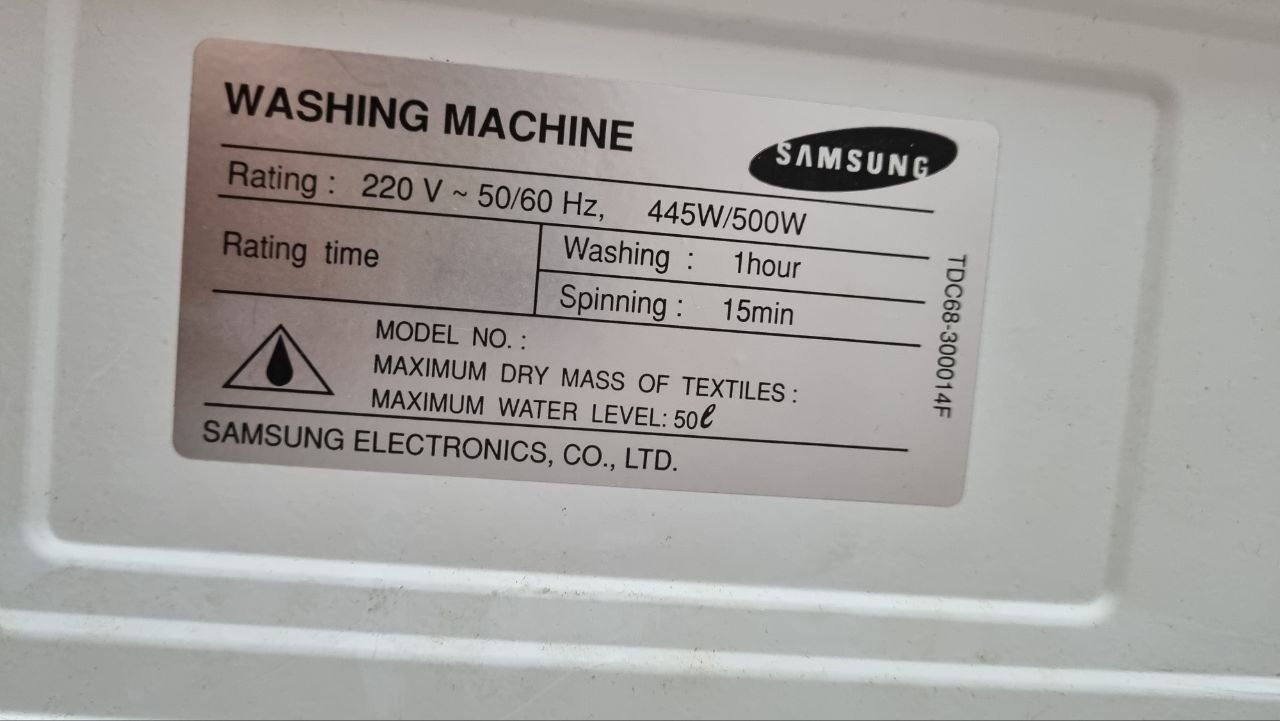 WASHING MACHINE
SAMSUNG
Rating : 220 V ~ 50/60 Hz, 445W/500W
Rating time
Washing : 1hour
Spinning : 15min
MODEL NO. :
MAXIMUM DRY MASS OF TEXTILES :
MAXIMUM WATER LEVEL: 50ℓ
SAMSUNG ELECTRONICS, CO., LTD.
TDC68-300014F